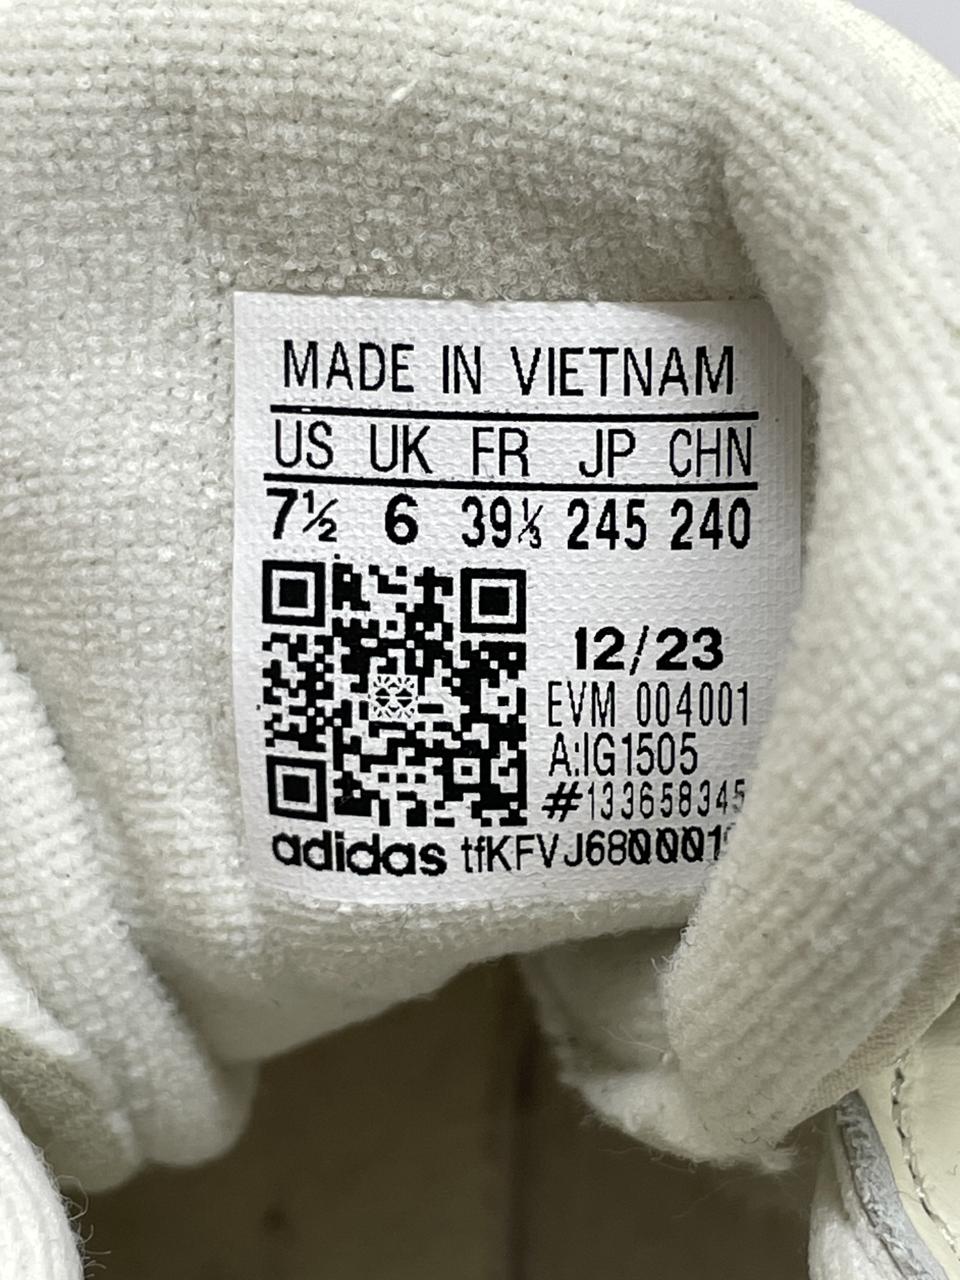 MADE IN VIETNAM
US UK FR JP CHN
7½ 6 39⅓ 245 240
12/23
EVM 004001
A:IG1505
#133658345
adidas